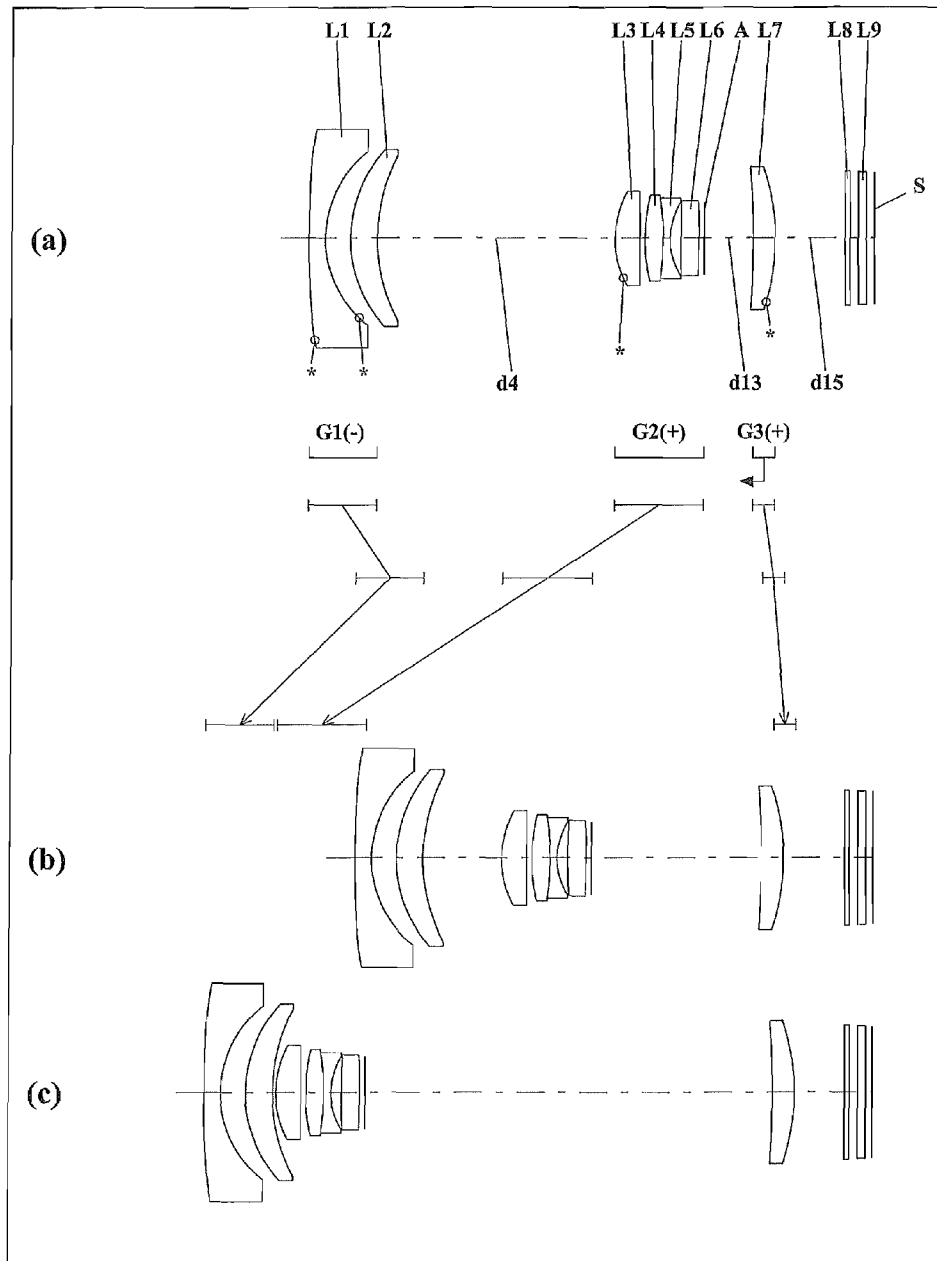 L1 L2 L3 L4 L5 L6 A L7 L8 L9
S
(a)
* * * *
d4 d13 d15
G1(-) G2(+) G3(+)
(b)
(c)